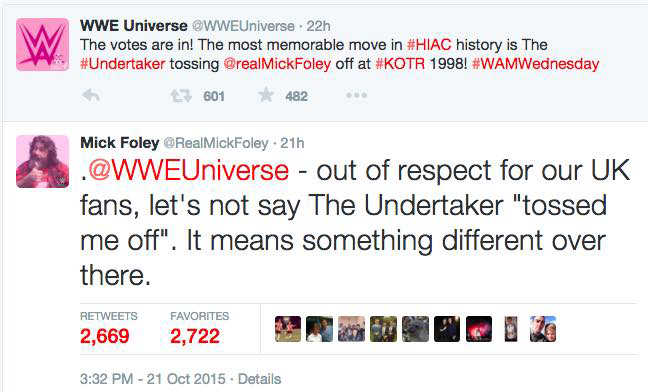 WWE Universe @WWEUniverse · 22h
The votes are in! The most memorable move in #HIAC history is The
#Undertaker tossing @realMickFoley off at #KOTR 1998! #WAMWednesday
601 482
Mick Foley @RealMickFoley · 21h
.@WWEUniverse - out of respect for our UK
fans, let's not say The Undertaker "tossed
me off". It means something different over
there.
RETWEETS FAVORITES
2,669 2,722
3:32 PM - 21 Oct 2015 · Details